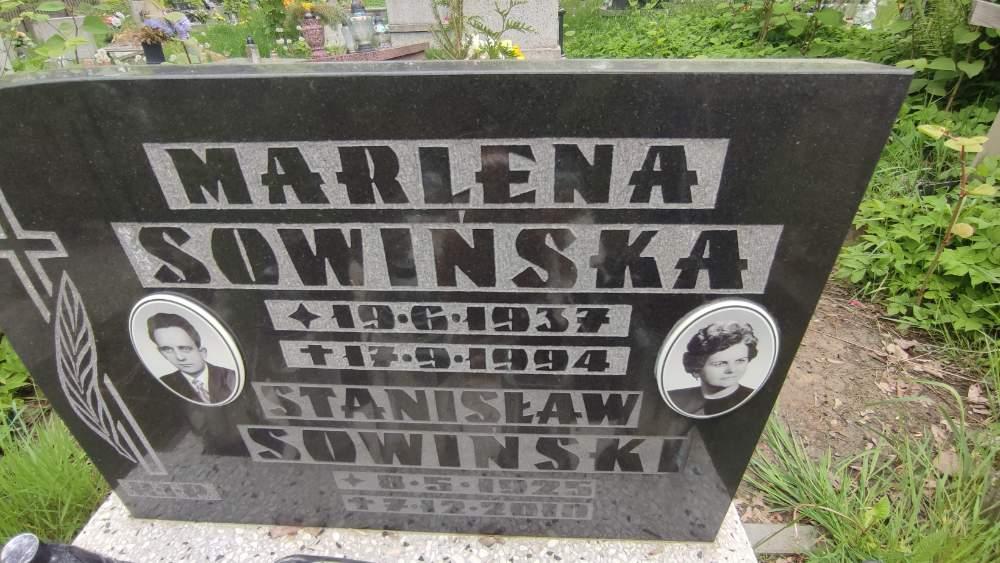 MARLENA
SOWIŃSKA
✦ 19·6·1937
✝ 17·9·1994
STANISŁAW
SOWIŃSKI
✦ 8·5·1925
✝ 7·12·2010